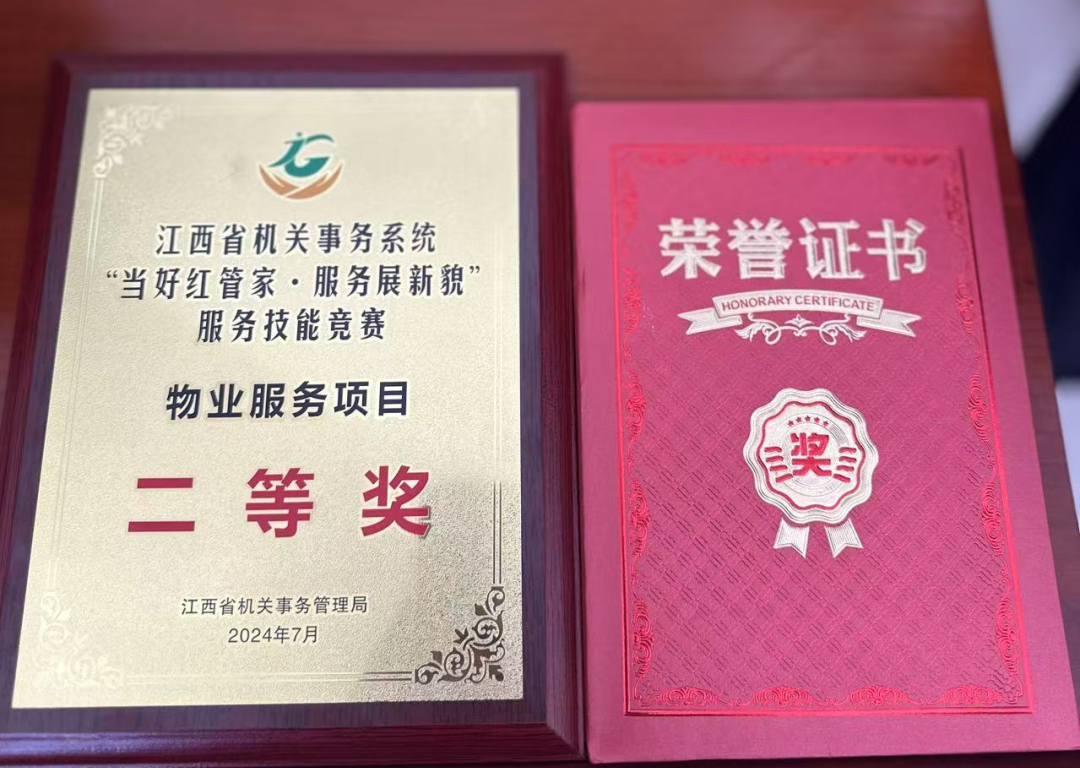 江西省机关事务系统
“当好红管家·服务展新貌”
服务技能竞赛
物业服务项目
二等奖
江西省机关事务管理局
2024年7月
荣誉证书
HONORARY CERTIFICATE
奖